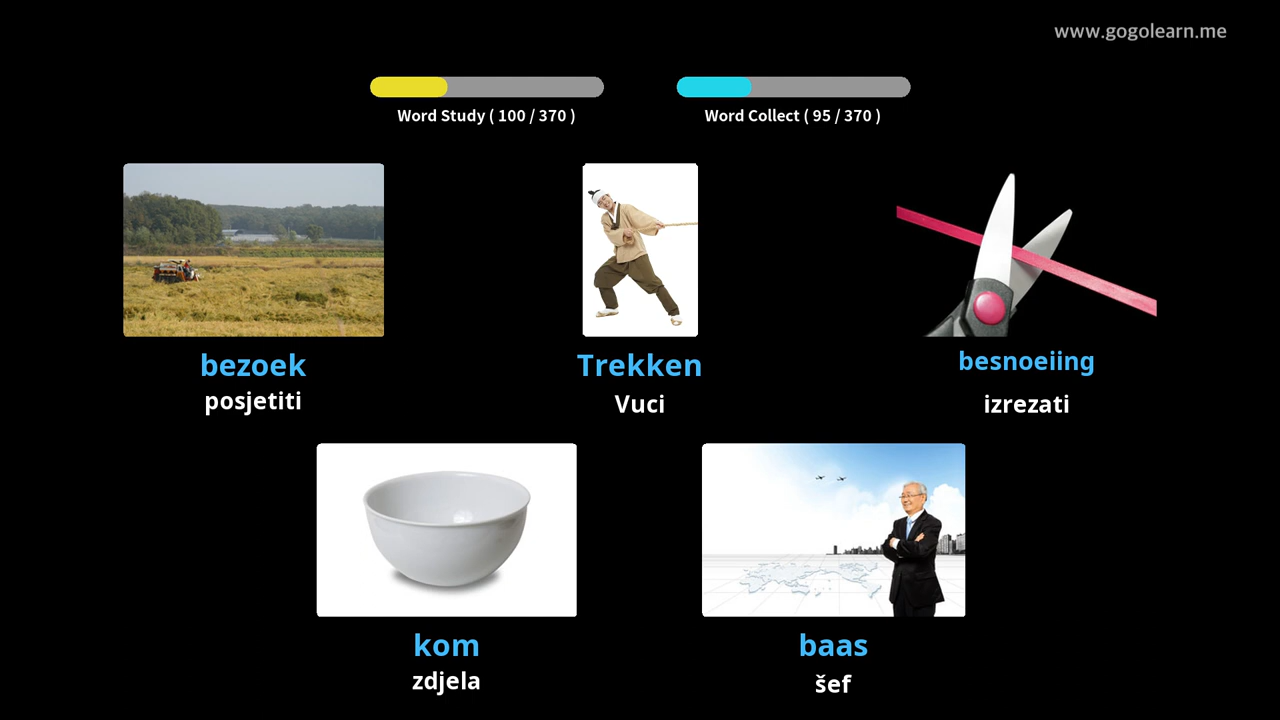 www.gogolearn.me
Word Study ( 100 / 370 )
Word Collect ( 95 / 370 )
bezoek
posjetiti
Trekken
Vuci
besnoeiing
izrezati
kom
zdjela
baas
šef